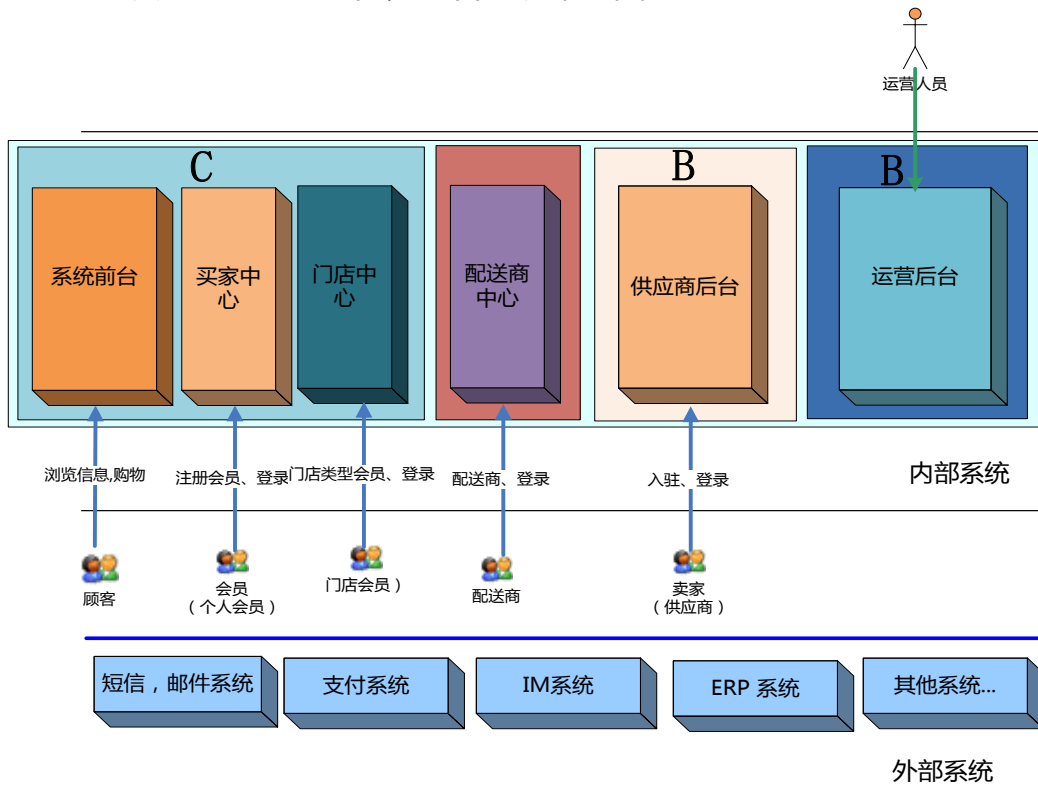 运营人员
C
B
B
系统前台
买家中
心
门店中
心
配送商
中心
供应商后台
运营后台
浏览信息,购物
注册会员、登录
门店类型会员、登录
配送商、登录
入驻、登录
内部系统
顾客
会员
（个人会员）
门店会员）
配送商
卖家
（供应商）
短信，邮件系统
支付系统
IM系统
ERP 系统
其他系统...
外部系统